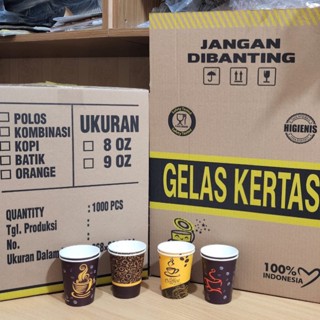 POLOS
KOMBINASI
KOPI
BATIK
ORANGE
UKURAN
8 OZ
9 OZ
QUANTITY : 1000 PCS
Tgl. Produksi :
No. :
Ukuran Dalam
JANGAN
DIBANTING
HIGIENIS
GELAS KERTAS
100%
INDONESIA